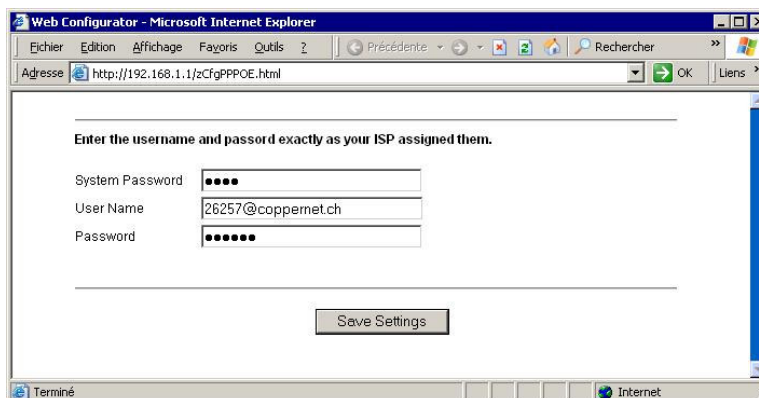 Web Configurator - Microsoft Internet Explorer
Fichier Edition Affichage Favoris Outils ? Précédente Rechercher »
Adresse http://192.168.1.1/zCfgPPPOE.html OK Liens »
Enter the username and passord exactly as your ISP assigned them.
System Password ●●●●
User Name 26257@coppernet.ch
Password ●●●●●●
Save Settings
Terminé Internet